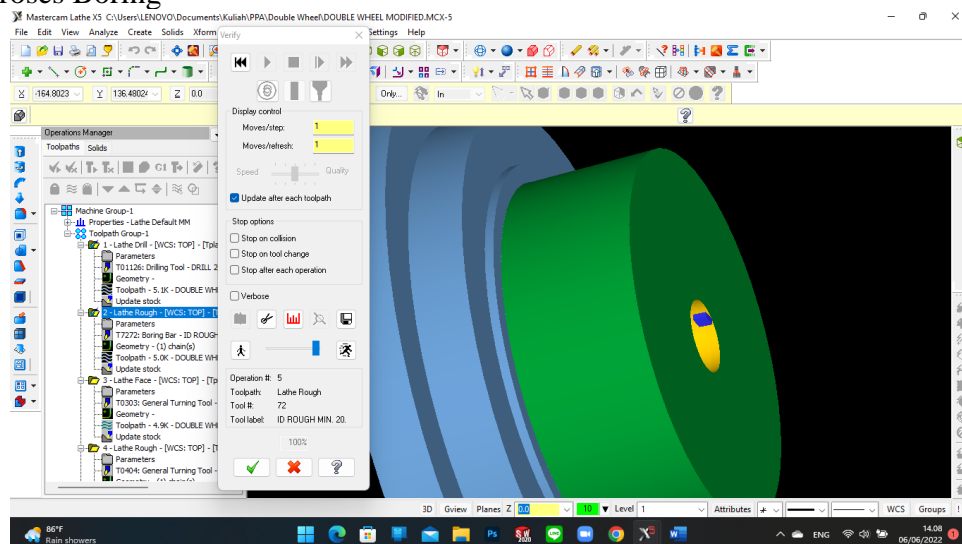 roses Boring
Mastercam Lathe X5 C:\Users\LENOVO\Documents\Kuliah\PPA\Double Wheel\DOUBLE WHEEL MODIFIED.MCX-5
File Edit View Analyze Create Solids Xform
Settings Help
Verify
X -164.8023 Y 136.4802 Z 0.0
Only... In
Operations Manager
Toolpaths Solids
G1
Machine Group-1
Properties - Lathe Default MM
Toolpath Group-1
1 - Lathe Drill - [WCS: TOP] - [Tpla
Parameters
T01126: Drilling Tool - DRILL 2
Geometry -
Toolpath - 5.1K - DOUBLE WH
Update stock
2 - Lathe Rough - [WCS: TOP] - [T
Parameters
T7272: Boring Bar - ID ROUGH
Geometry - (1) chain(s)
Toolpath - 5.0K - DOUBLE WH
Update stock
3 - Lathe Face - [WCS: TOP] - [Tp
Parameters
T0303: General Turning Tool -
Geometry -
Toolpath - 4.9K - DOUBLE WH
Update stock
4 - Lathe Rough - [WCS: TOP] - [T
Parameters
T0404: General Turning Tool -
Display control
Moves/step: 1
Moves/refresh: 1
Speed Quality
Update after each toolpath
Stop options
Stop on collision
Stop on tool change
Stop after each operation
Verbose
Operation #: 5
Toolpath: Lathe Rough
Tool #: 72
Tool label: ID ROUGH MIN. 20.
100%
3D Gview Planes Z 0.0 10 Level 1 Attributes WCS Groups
86°F
Rain showers
Ps SW 2020 LINE X5 W
ENG 14.08
06/06/2022 1